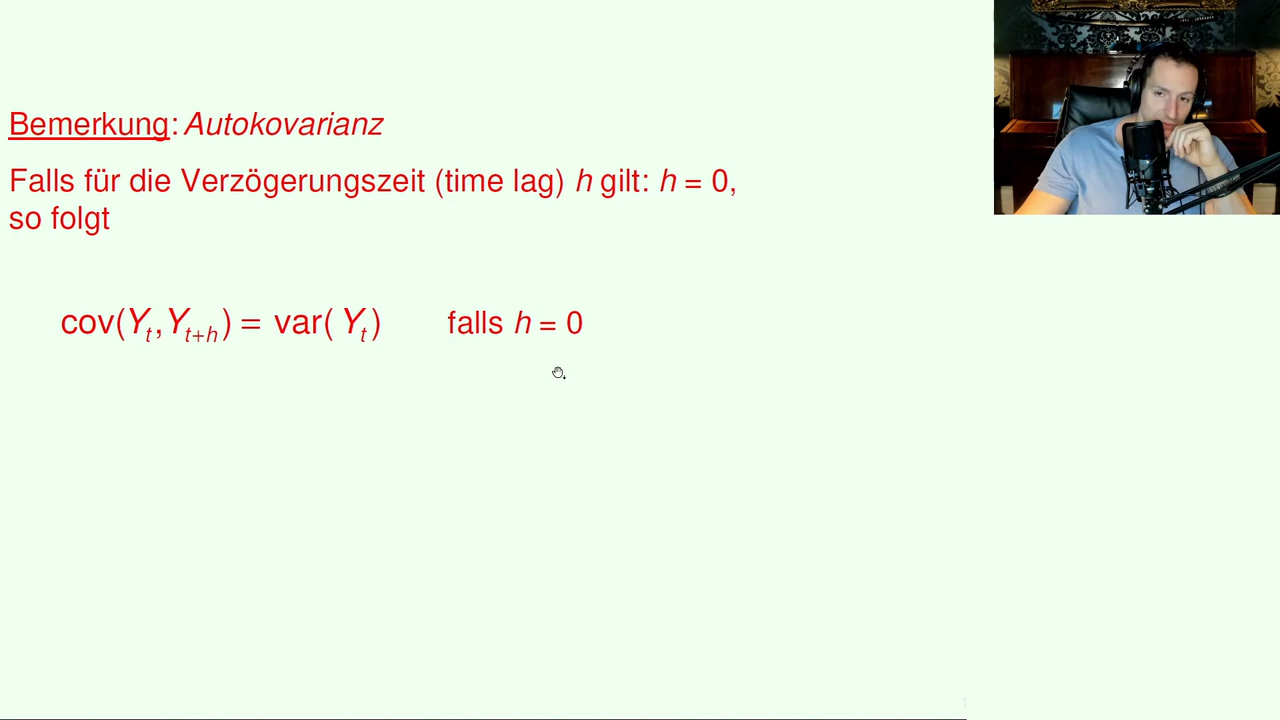 Bemerkung: Autokovarianz
Falls für die Verzögerungszeit (time lag) h gilt: h = 0,
so folgt
cov(Yₜ,Yₜ₊ₕ) = var( Yₜ) falls h = 0
1